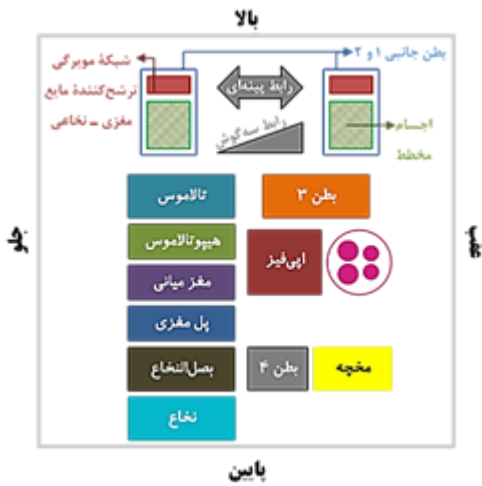 بالا
بطن جانبی ۱ و ۲
شبکهٔ مویرگی
ترشح‌کنندهٔ مایع
مغزی ـ نخاعی
رابط پینه‌ای
رابط سه‌گوش
اجسام
مخطط
جلو
عقب
بطن ۳
تالاموس
هیپوتالاموس
اپی‌فیز
مغز میانی
پل مغزی
مخچه
بطن ۴
بصل‌النخاع
نخاع
پایین